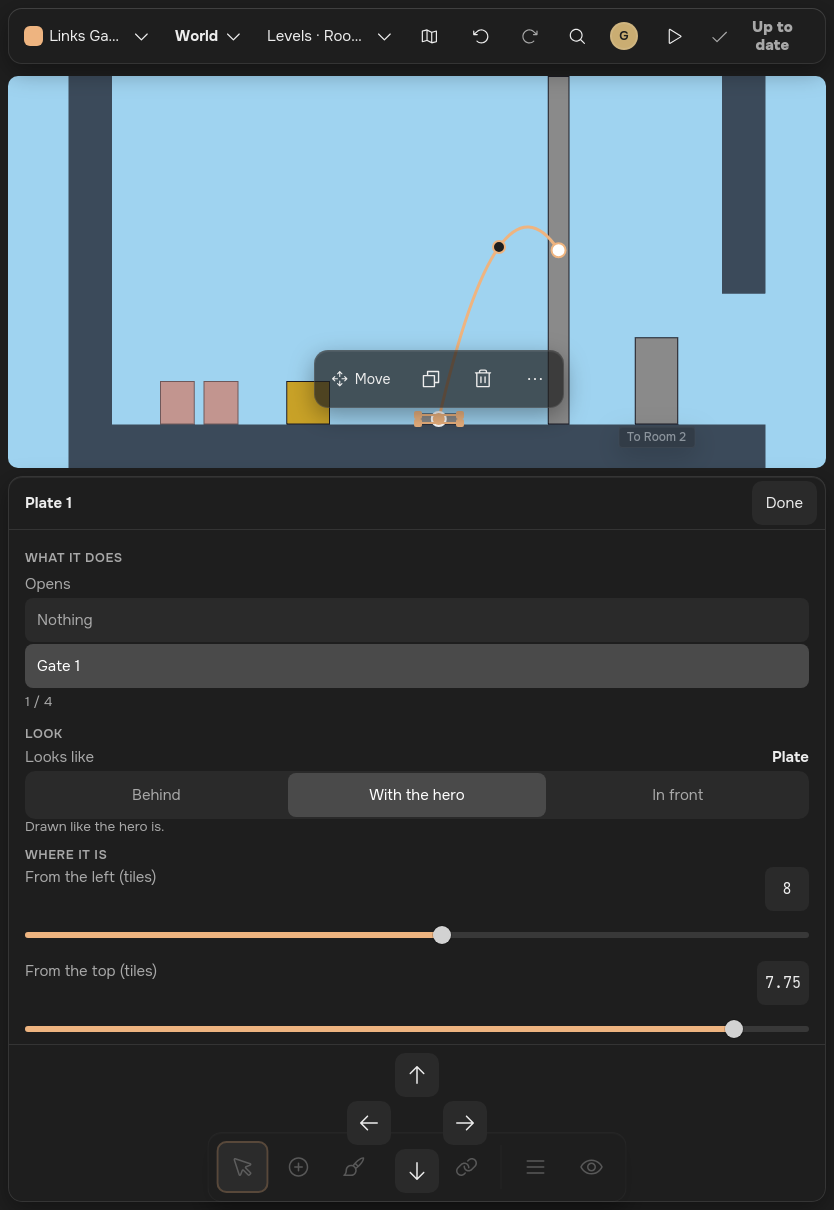 Links Ga...
World
Levels · Roo...
G
Up to
date
Move
To Room 2
Plate 1
Done
WHAT IT DOES
Opens
Nothing
Gate 1
1 / 4
LOOK
Looks like
Plate
Behind
With the hero
In front
Drawn like the hero is.
WHERE IT IS
From the left (tiles)
8
From the top (tiles)
7.75